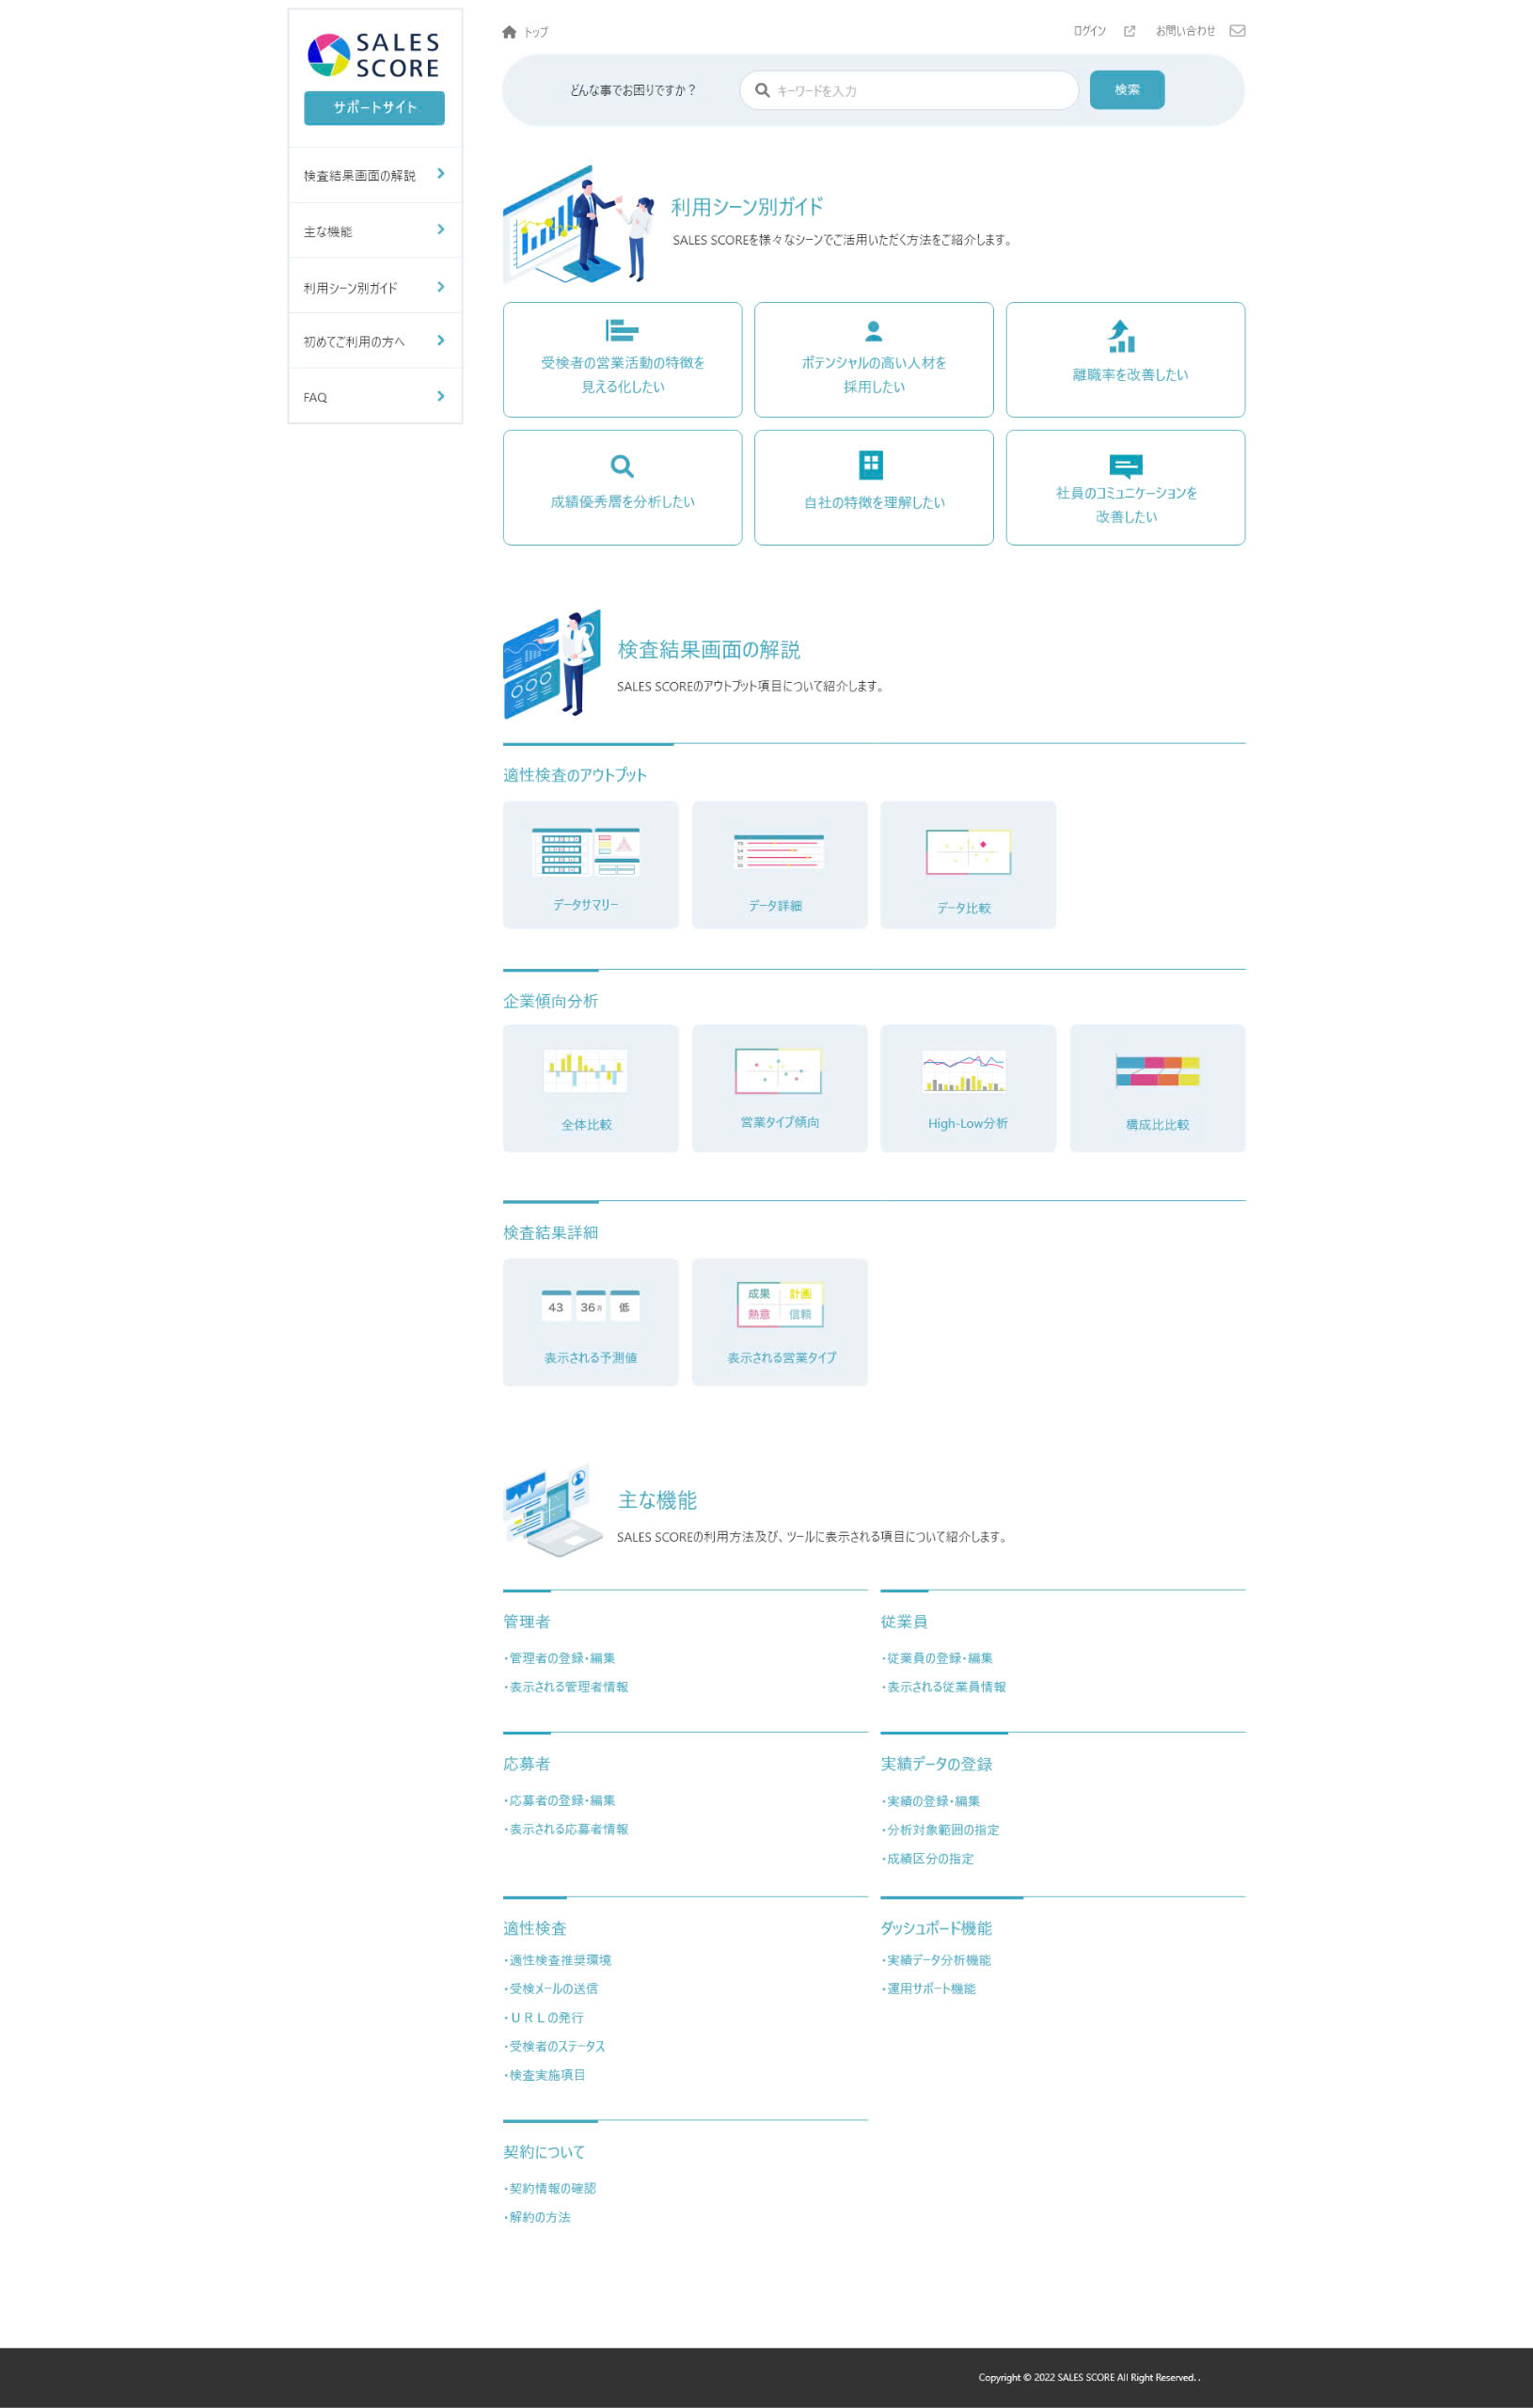 SALES
SCORE
サポートサイト
検査結果画面の解説
主な機能
利用シーン別ガイド
初めてご利用の方へ
FAQ
トップ
ログイン
お問い合わせ
どんな事でお困りですか？
キーワードを入力
検索
利用シーン別ガイド
SALES SCOREを様々なシーンでご活用いただく方法をご紹介します。
受検者の営業活動の特徴を
見える化したい
ポテンシャルの高い人材を
採用したい
離職率を改善したい
成績優秀層を分析したい
自社の特徴を理解したい
社員のコミュニケーションを
改善したい
検査結果画面の解説
SALES SCOREのアウトプット項目について紹介します。
適性検査のアウトプット
データサマリー
データ詳細
データ比較
企業傾向分析
全体比較
営業タイプ傾向
High-Low分析
構成比比較
検査結果詳細
43
36
低
表示される予測値
成果
計画
熱意
信頼
表示される営業タイプ
主な機能
SALES SCOREの利用方法及び、ツールに表示される項目について紹介します。
管理者
・管理者の登録・編集
・表示される管理者情報
従業員
・従業員の登録・編集
・表示される従業員情報
応募者
・応募者の登録・編集
・表示される応募者情報
実績データの登録
・実績の登録・編集
・分析対象範囲の指定
・成績区分の指定
適性検査
・適性検査推奨環境
・受検メールの送信
・ＵＲＬの発行
・受検者のステータス
・検査実施項目
ダッシュボード機能
・実績データ分析機能
・運用サポート機能
契約について
・契約情報の確認
・解約の方法
Copyright © 2022 SALES SCORE All Right Reserved. .